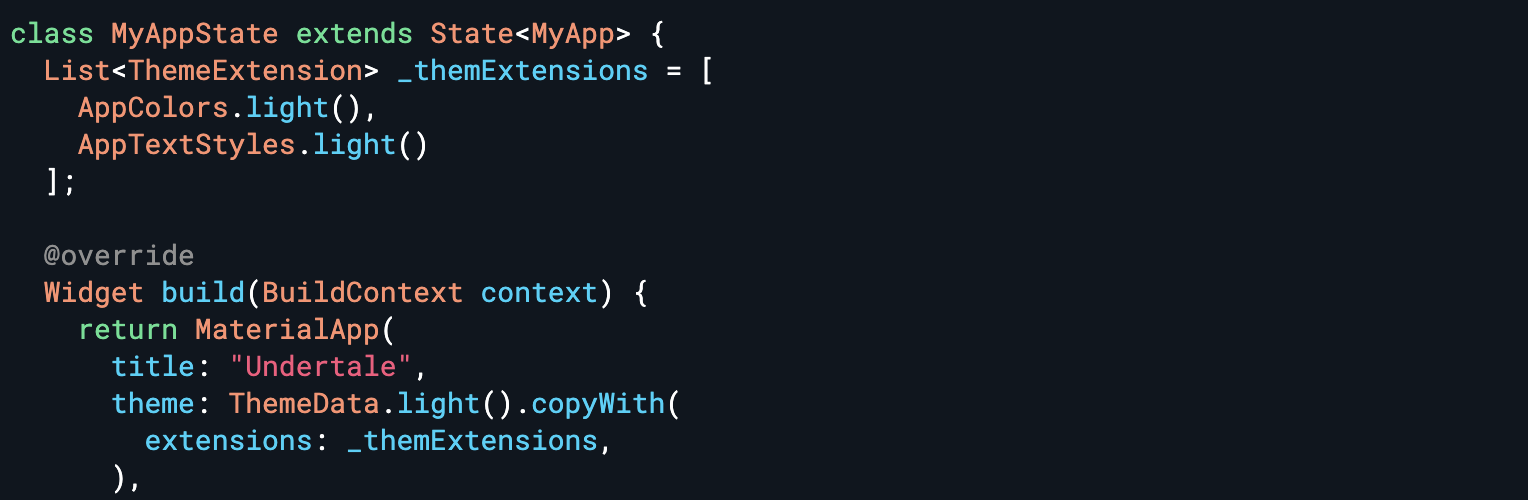 class MyAppState extends State<MyApp> {
  List<ThemeExtension> _themExtensions = [
    AppColors.light(),
    AppTextStyles.light()
  ];

  @override
  Widget build(BuildContext context) {
    return MaterialApp(
      title: "Undertale",
      theme: ThemeData.light().copyWith(
        extensions: _themExtensions,
      ),